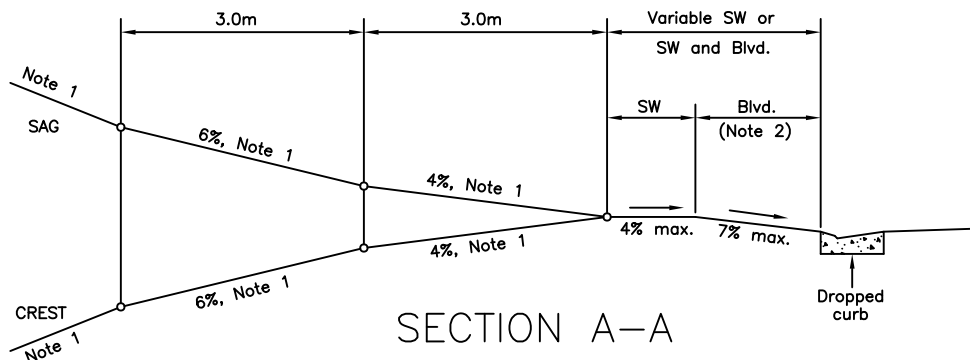 3.0m
3.0m
Variable SW or
SW and Blvd.
Note 1
SAG
6%, Note 1
4%, Note 1
SW
Blvd.
(Note 2)
4% max.
7% max.
4%, Note 1
6%, Note 1
CREST
Note 1
Dropped
curb
SECTION A-A